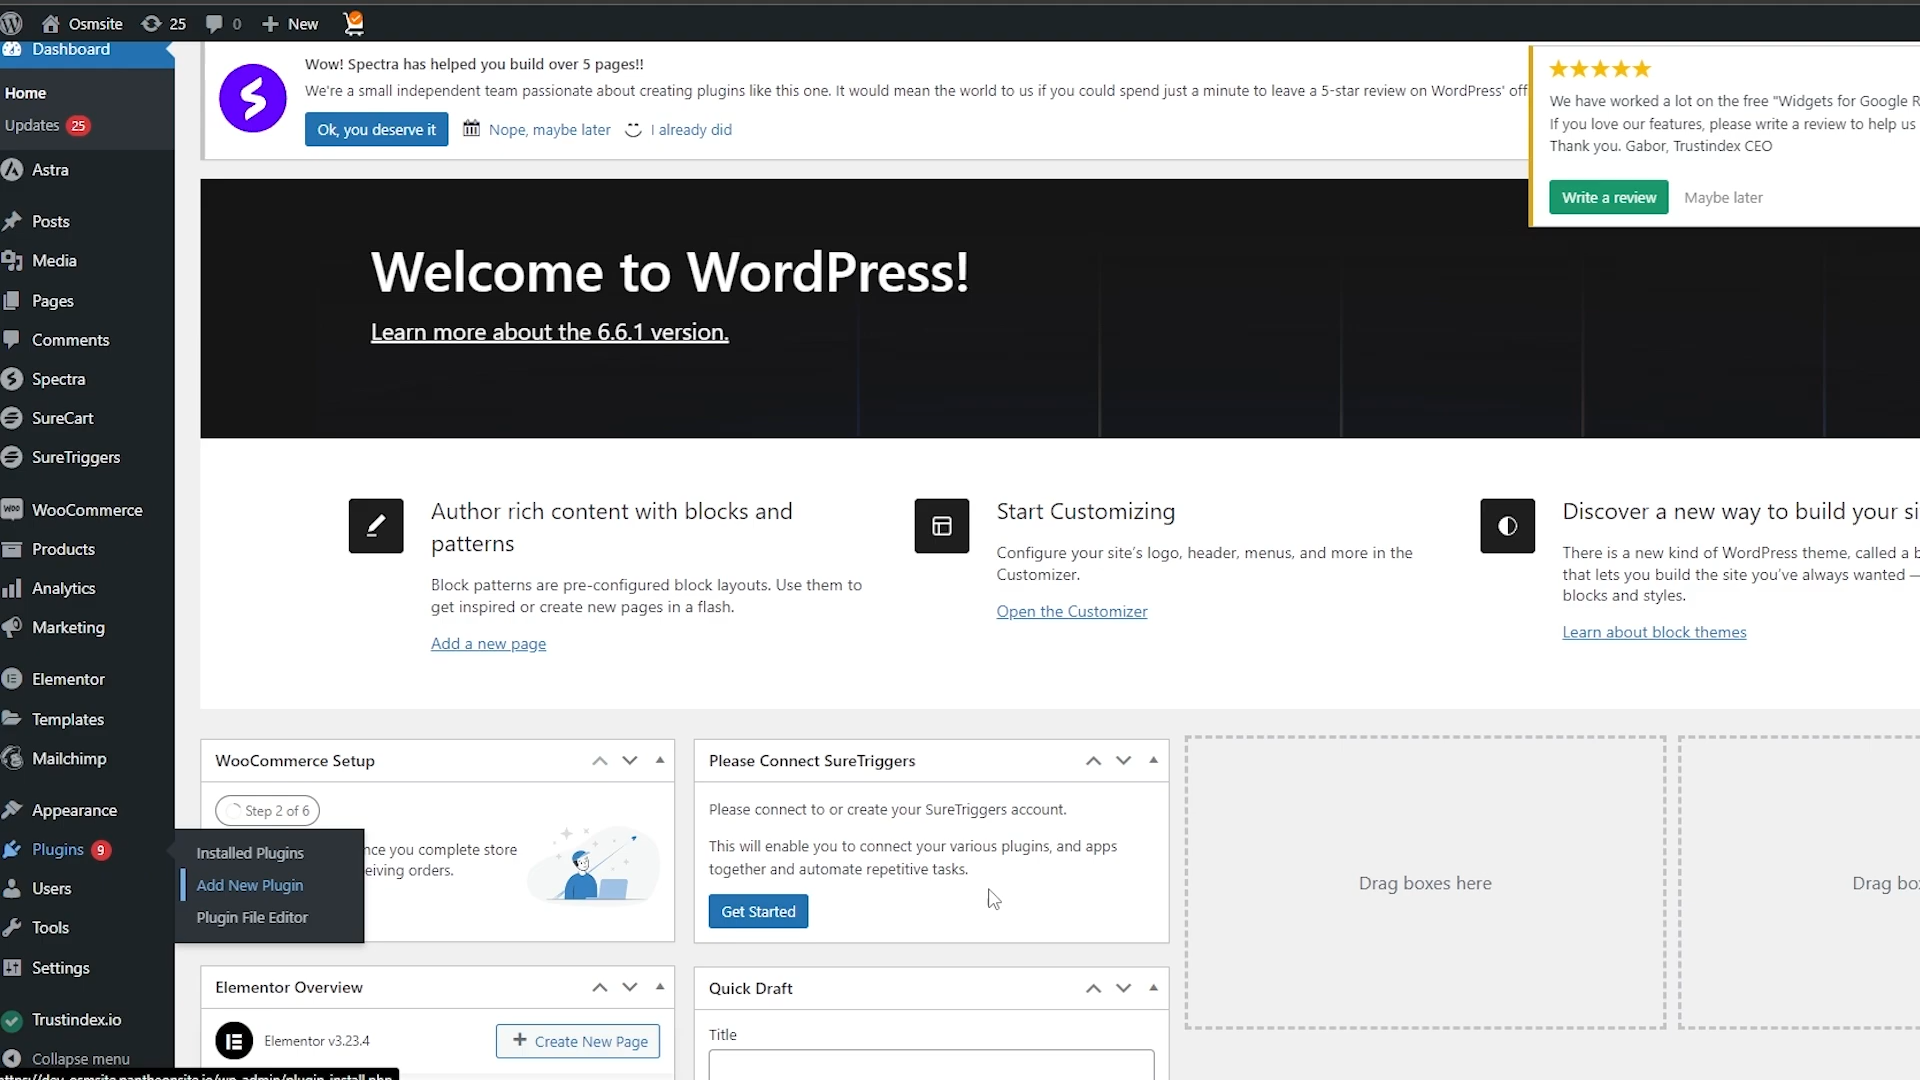 Osmsite 25 0 New
Dashboard
Home
Updates 25
Astra
Posts
Media
Pages
Comments
Spectra
SureCart
SureTriggers
WooCommerce
Products
Analytics
Marketing
Elementor
Templates
Mailchimp
Appearance
Plugins 9
Users
Tools
Settings
Trustindex.io
Collapse menu
Installed Plugins
Add New Plugin
Plugin File Editor
Wow! Spectra has helped you build over 5 pages!!
We're a small independent team passionate about creating plugins like this one. It would mean the world to us if you could spend just a minute to leave a 5-star review on WordPress' off
Ok, you deserve it Nope, maybe later I already did
We have worked a lot on the free "Widgets for Google R
If you love our features, please write a review to help us
Thank you. Gabor, Trustindex CEO
Write a review Maybe later
Welcome to WordPress!
Learn more about the 6.6.1 version.
Author rich content with blocks and
patterns
Block patterns are pre-configured block layouts. Use them to
get inspired or create new pages in a flash.
Add a new page
Start Customizing
Configure your site's logo, header, menus, and more in the
Customizer.
Open the Customizer
Discover a new way to build your si
There is a new kind of WordPress theme, called a b
that lets you build the site you've always wanted —
blocks and styles.
Learn about block themes
WooCommerce Setup
Step 2 of 6
nce you complete store
eiving orders.
Please Connect SureTriggers
Please connect to or create your SureTriggers account.
This will enable you to connect your various plugins, and apps
together and automate repetitive tasks.
Get Started
Drag boxes here
Drag bo
Elementor Overview
Elementor v3.23.4
Create New Page
Quick Draft
Title